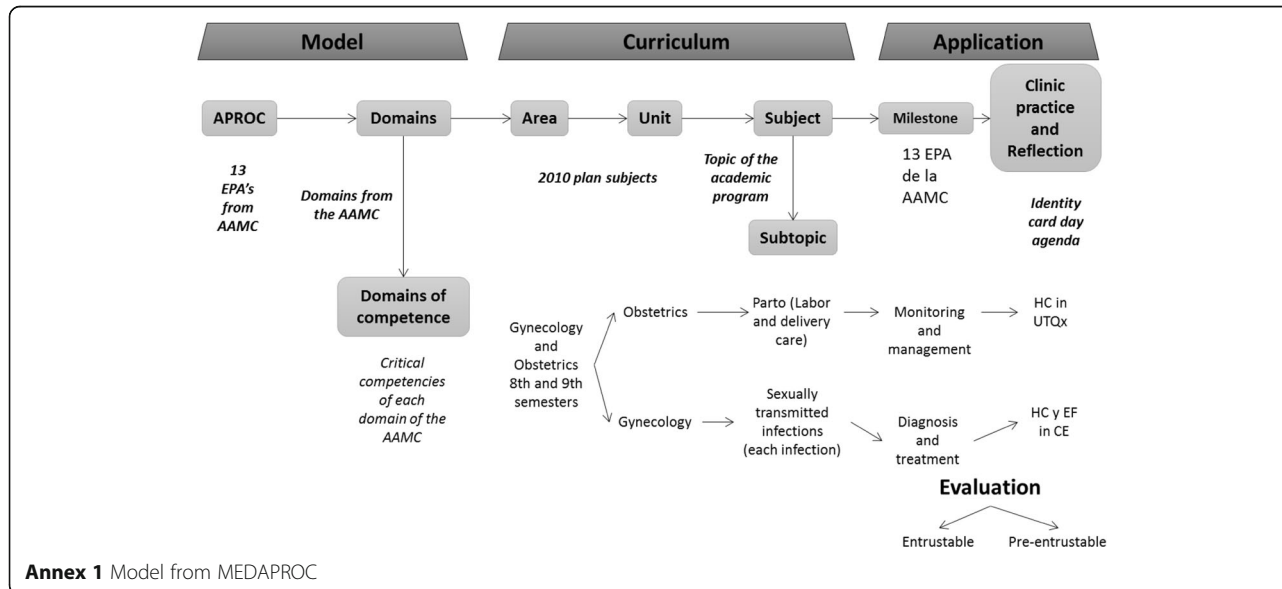 Model
Curriculum
Application
APROC
Domains
Area
Unit
Subject
Milestone
Clinic
practice
and
Reflection
13
EPA's
from
AAMC
Domains from
the AAMC
2010 plan subjects
Topic of the
academic
program
13 EPA
de la
AAMC
Identity
card day
agenda
Subtopic
Domains of
competence
Critical
competencies
of each
domain of the
AAMC
Gynecology
and
Obstetrics
8th and 9th
semesters
Obstetrics
Parto (Labor
and delivery
care)
Monitoring
and
management
HC in
UTQx
Gynecology
Sexually
transmitted
infections
(each infection)
Diagnosis
and
treatment
HC y EF
in CE
Evaluation
Entrustable
Pre-entrustable
Annex 1 Model from MEDAPROC